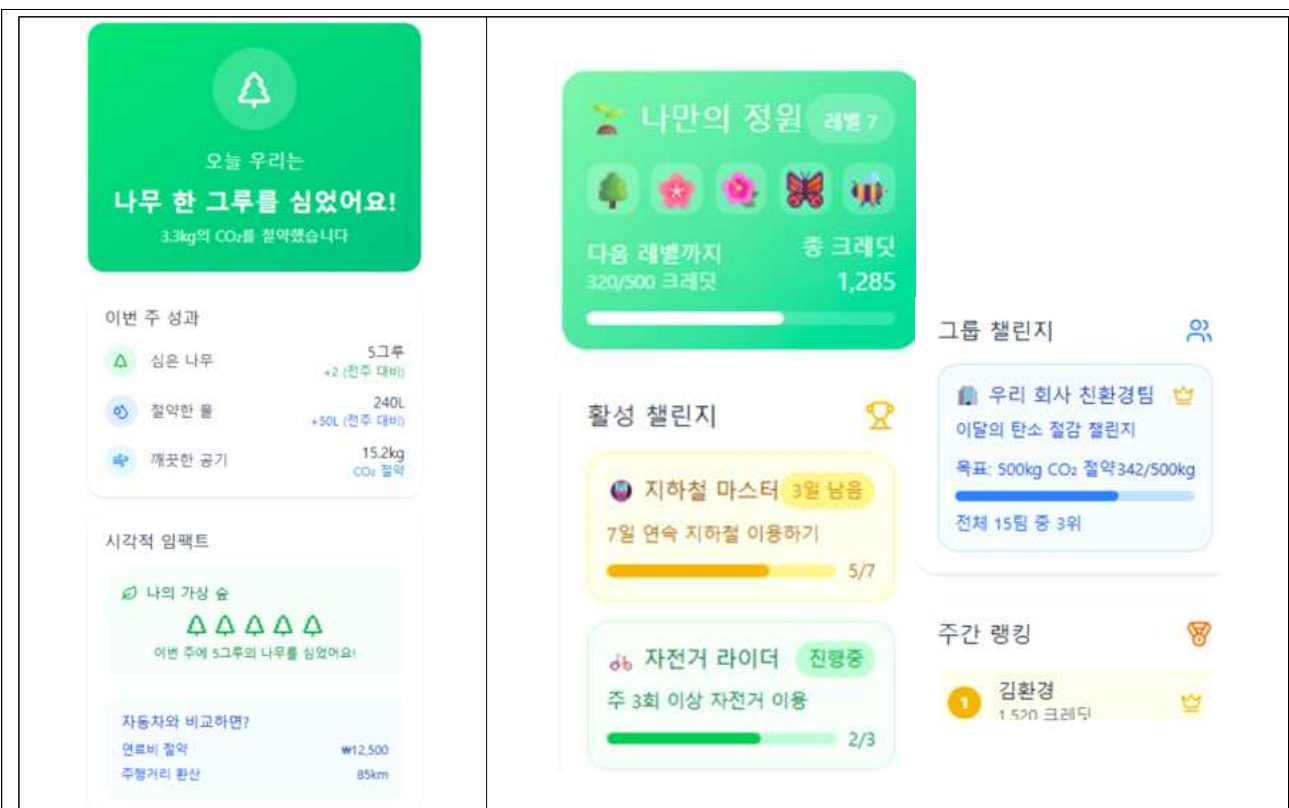 오늘 우리는
나무 한 그루를 심었어요!
3.3kg의 CO₂를 절약했습니다
이번 주 성과
심은 나무 5그루
+2 (전주 대비)
절약한 물 240L
+50L (전주 대비)
깨끗한 공기 15.2kg
CO₂ 절약
시각적 임팩트
나의 가상 숲
이번 주에 5그루의 나무를 심었어요!
자동차와 비교하면?
연료비 절약 ₩12,500
주행거리 환산 85km
나만의 정원 레벨 7
다음 레벨까지 총 크레딧
320/500 크레딧 1,285
활성 챌린지
지하철 마스터 3일 남음
7일 연속 지하철 이용하기
5/7
자전거 라이더 진행중
주 3회 이상 자전거 이용
2/3
그룹 챌린지
우리 회사 친환경팀
이달의 탄소 절감 챌린지
목표: 500kg CO₂ 절약342/500kg
전체 15팀 중 3위
주간 랭킹
1 김환경
1,520 크레딧